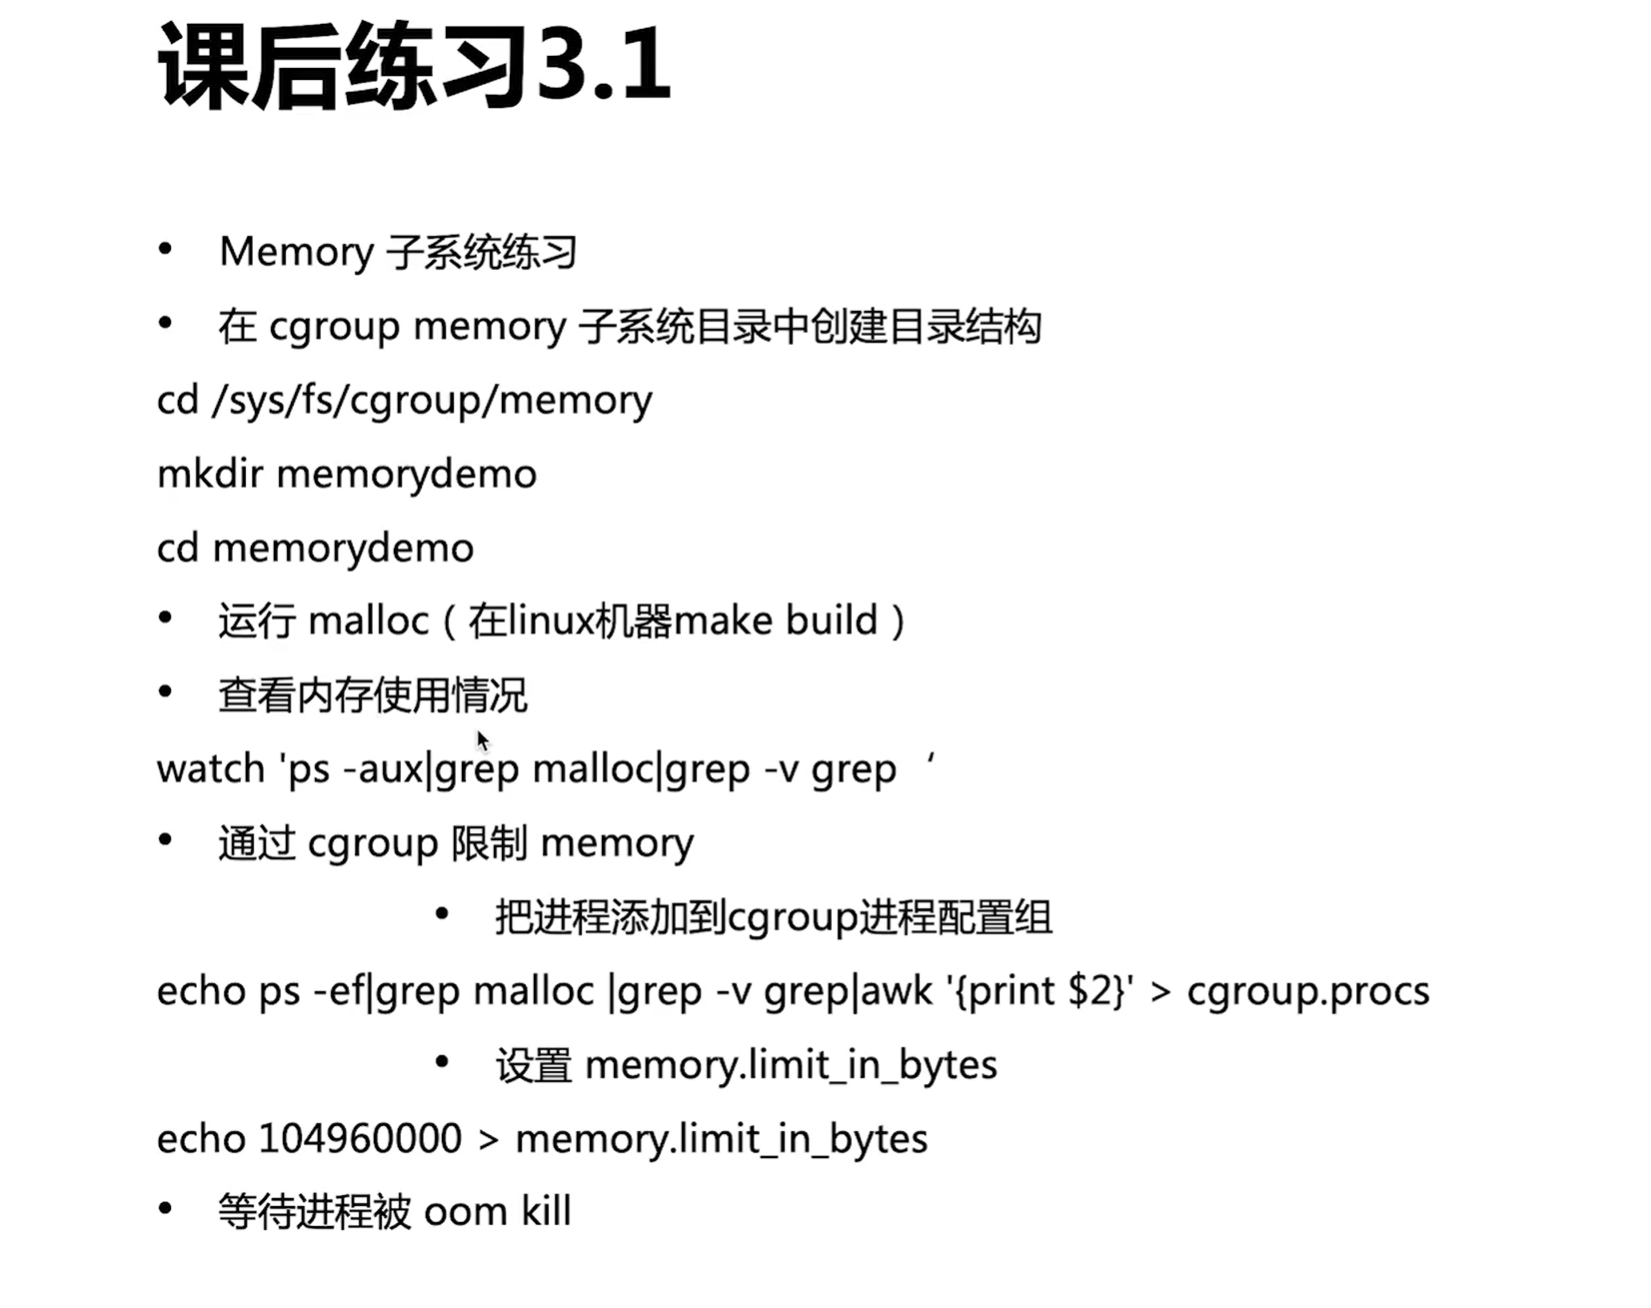 课后练习3.1
• Memory 子系统练习
• 在 cgroup memory 子系统目录中创建目录结构
cd /sys/fs/cgroup/memory
mkdir memorydemo
cd memorydemo
• 运行 malloc（在linux机器make build）
• 查看内存使用情况
watch 'ps -aux|grep malloc|grep -v grep ‘
• 通过 cgroup 限制 memory
• 把进程添加到cgroup进程配置组
echo ps -ef|grep malloc |grep -v grep|awk '{print $2}' > cgroup.procs
• 设置 memory.limit_in_bytes
echo 104960000 > memory.limit_in_bytes
• 等待进程被 oom kill